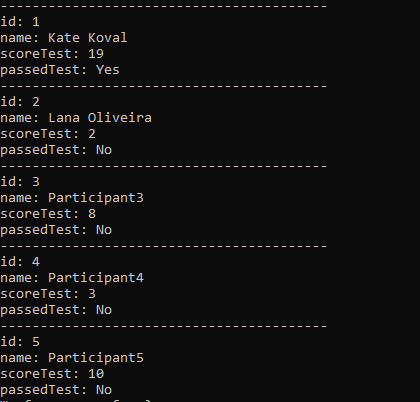 -----------------------------------------
id: 1
name: Kate Koval
scoreTest: 19
passedTest: Yes
-----------------------------------------
id: 2
name: Lana Oliveira
scoreTest: 2
passedTest: No
-----------------------------------------
id: 3
name: Participant3
scoreTest: 8
passedTest: No
-----------------------------------------
id: 4
name: Participant4
scoreTest: 3
passedTest: No
-----------------------------------------
id: 5
name: Participant5
scoreTest: 10
passedTest: No